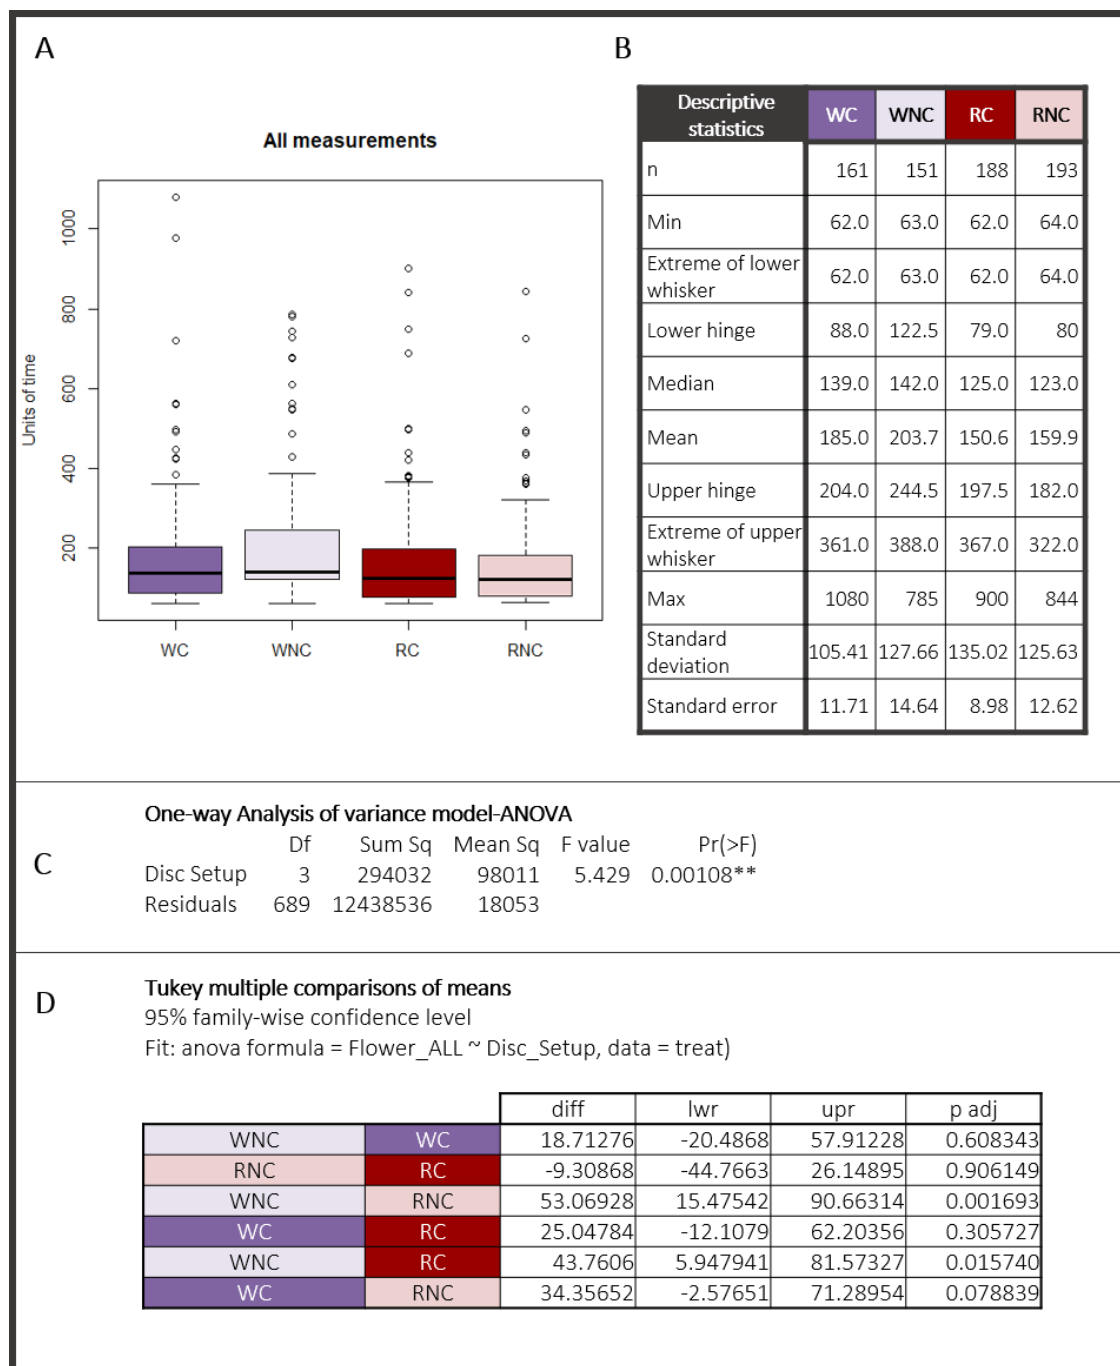 A
All measurements
Units of time
1000
800
600
400
200
WC WNC RC RNC
B
Descriptive statistics WC WNC RC RNC
n 161 151 188 193
Min 62.0 63.0 62.0 64.0
Extreme of lower whisker 62.0 63.0 62.0 64.0
Lower hinge 88.0 122.5 79.0 80
Median 139.0 142.0 125.0 123.0
Mean 185.0 203.7 150.6 159.9
Upper hinge 204.0 244.5 197.5 182.0
Extreme of upper whisker 361.0 388.0 367.0 322.0
Max 1080 785 900 844
Standard deviation 105.41 127.66 135.02 125.63
Standard error 11.71 14.64 8.98 12.62
C
One-way Analysis of variance model-ANOVA
Df Sum Sq Mean Sq F value Pr(>F)
Disc Setup 3 294032 98011 5.429 0.00108**
Residuals 689 12438536 18053
D
Tukey multiple comparisons of means
95% family-wise confidence level
Fit: anova formula = Flower_ALL ~ Disc_Setup, data = treat)
diff lwr upr p adj
WNC WC 18.71276 -20.4868 57.91228 0.608343
RNC RC -9.30868 -44.7663 26.14895 0.906149
WNC RNC 53.06928 15.47542 90.66314 0.001693
WC RC 25.04784 -12.1079 62.20356 0.305727
WNC RC 43.7606 5.947941 81.57327 0.015740
WC RNC 34.35652 -2.57651 71.28954 0.078839